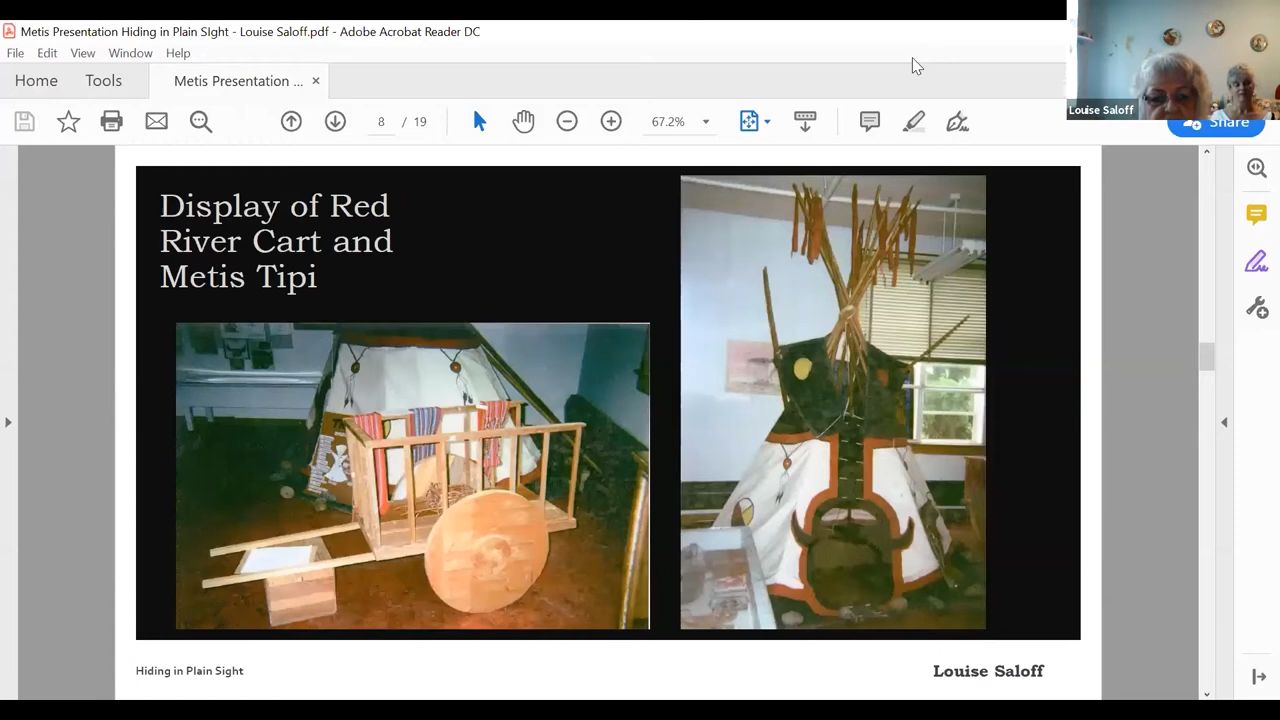 Metis Presentation Hiding in Plain SIght - Louise Saloff.pdf - Adobe Acrobat Reader DC
File Edit View Window Help
Home Tools Metis Presentation ... ×
/ 19 67.2%
Louise Saloff
Share
Display of Red
River Cart and
Metis Tipi
Hiding in Plain Sight
Louise Saloff